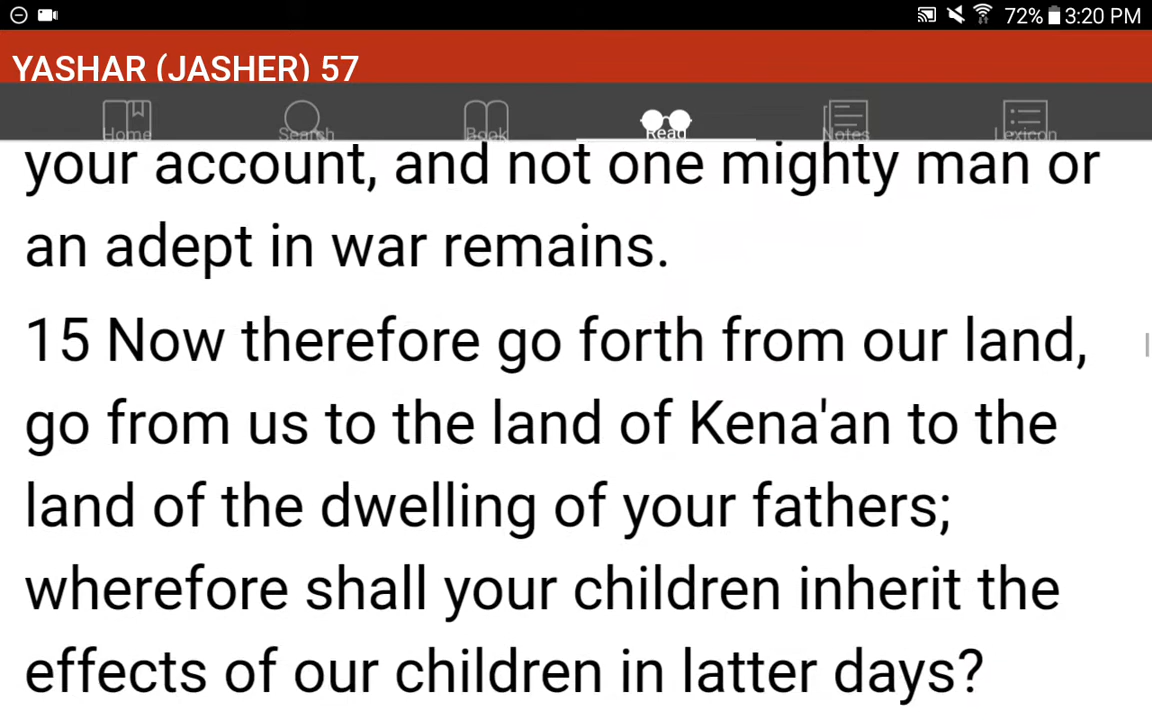 72% 3:20 PM
YASHAR (JASHER) 57
Home Search Book Read Notes Lexicon
your account, and not one mighty man or
an adept in war remains.
15 Now therefore go forth from our land,
go from us to the land of Kena'an to the
land of the dwelling of your fathers;
wherefore shall your children inherit the
effects of our children in latter days?